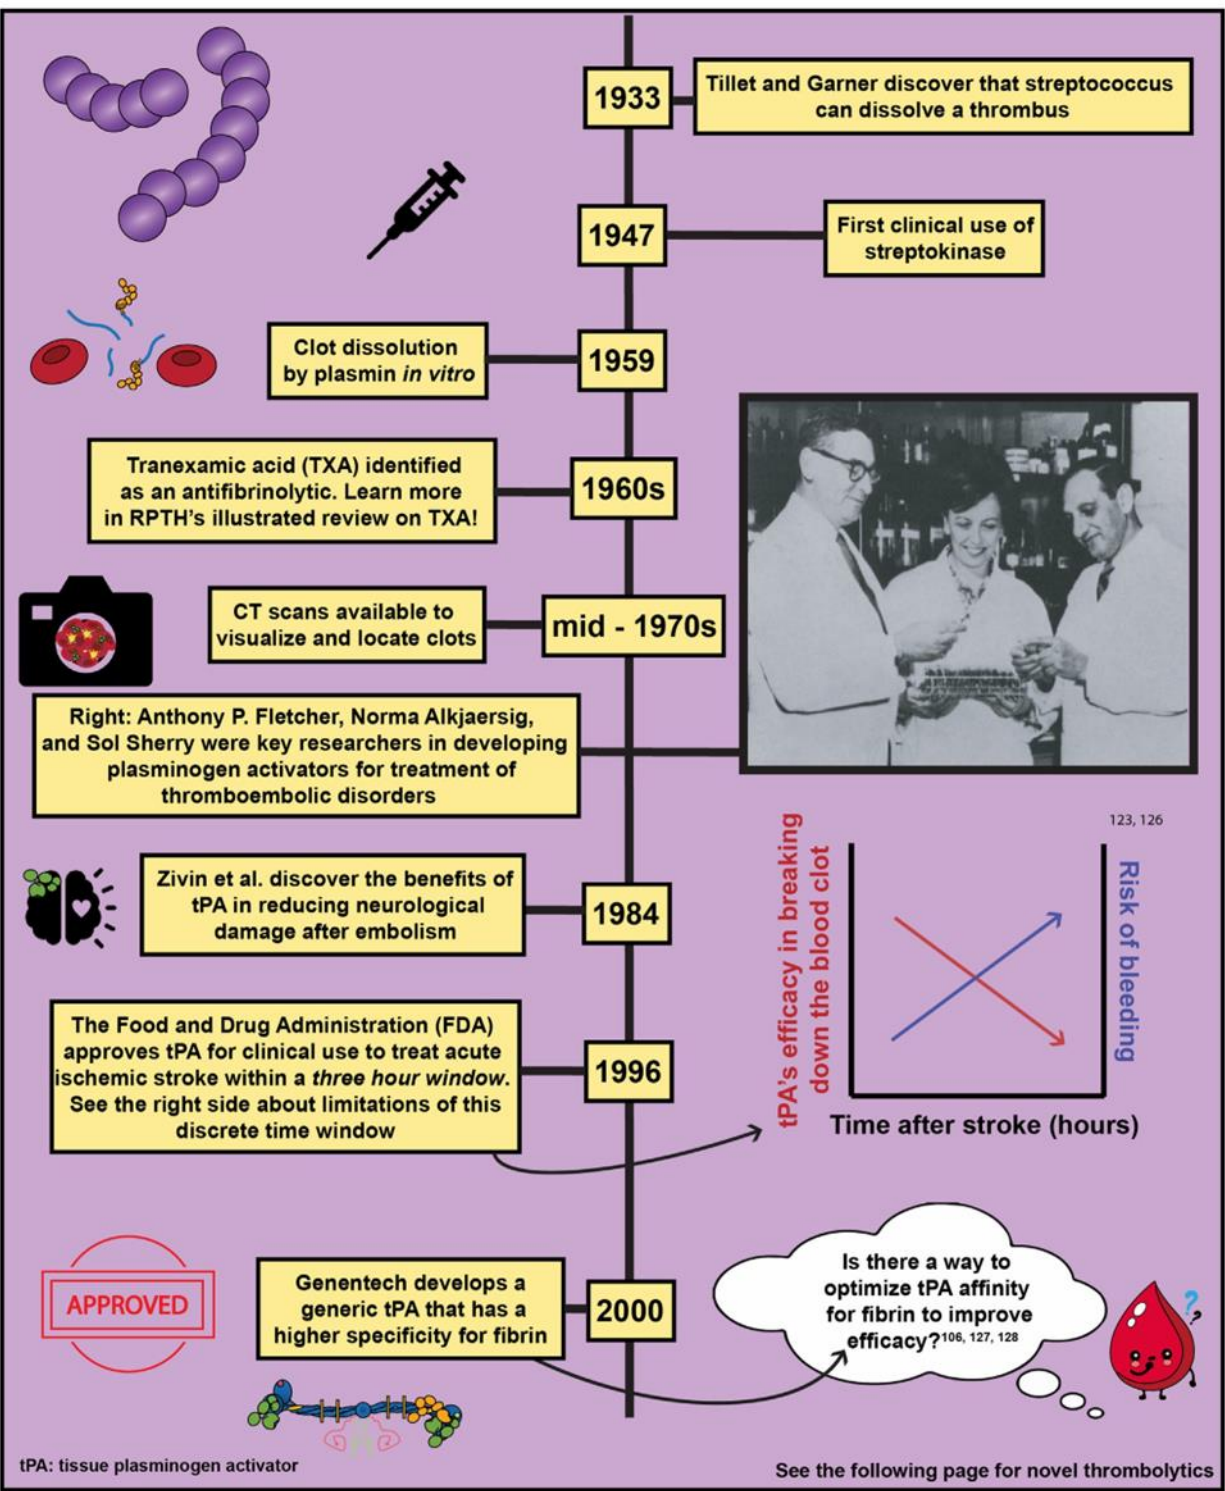 1933
Tillet and Garner discover that streptococcus
can dissolve a thrombus
1947
First clinical use of
streptokinase
Clot dissolution
by plasmin in vitro
1959
Tranexamic acid (TXA) identified
as an antifibrinolytic. Learn more
in RPTH's illustrated review on TXA!
1960s
CT scans available to
visualize and locate clots
mid - 1970s
Right: Anthony P. Fletcher, Norma Alkjaersig,
and Sol Sherry were key researchers in developing
plasminogen activators for treatment of
thromboembolic disorders
Zivin et al. discover the benefits of
tPA in reducing neurological
damage after embolism
1984
123, 126
tPA's efficacy in breaking
down the blood clot
Risk of bleeding
Time after stroke (hours)
The Food and Drug Administration (FDA)
approves tPA for clinical use to treat acute
ischemic stroke within a three hour window.
See the right side about limitations of this
discrete time window
1996
APPROVED
Genentech develops a
generic tPA that has a
higher specificity for fibrin
2000
Is there a way to
optimize tPA affinity
for fibrin to improve
efficacy?106, 127, 128
??
tPA: tissue plasminogen activator
See the following page for novel thrombolytics